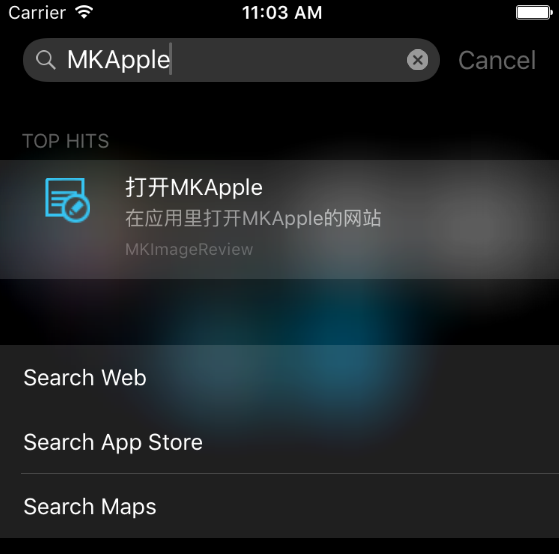 Carrier 11:03 AM
MKApple Cancel
TOP HITS
打开MKApple
在应用里打开MKApple的网站
MKImageReview
Search Web
Search App Store
Search Maps